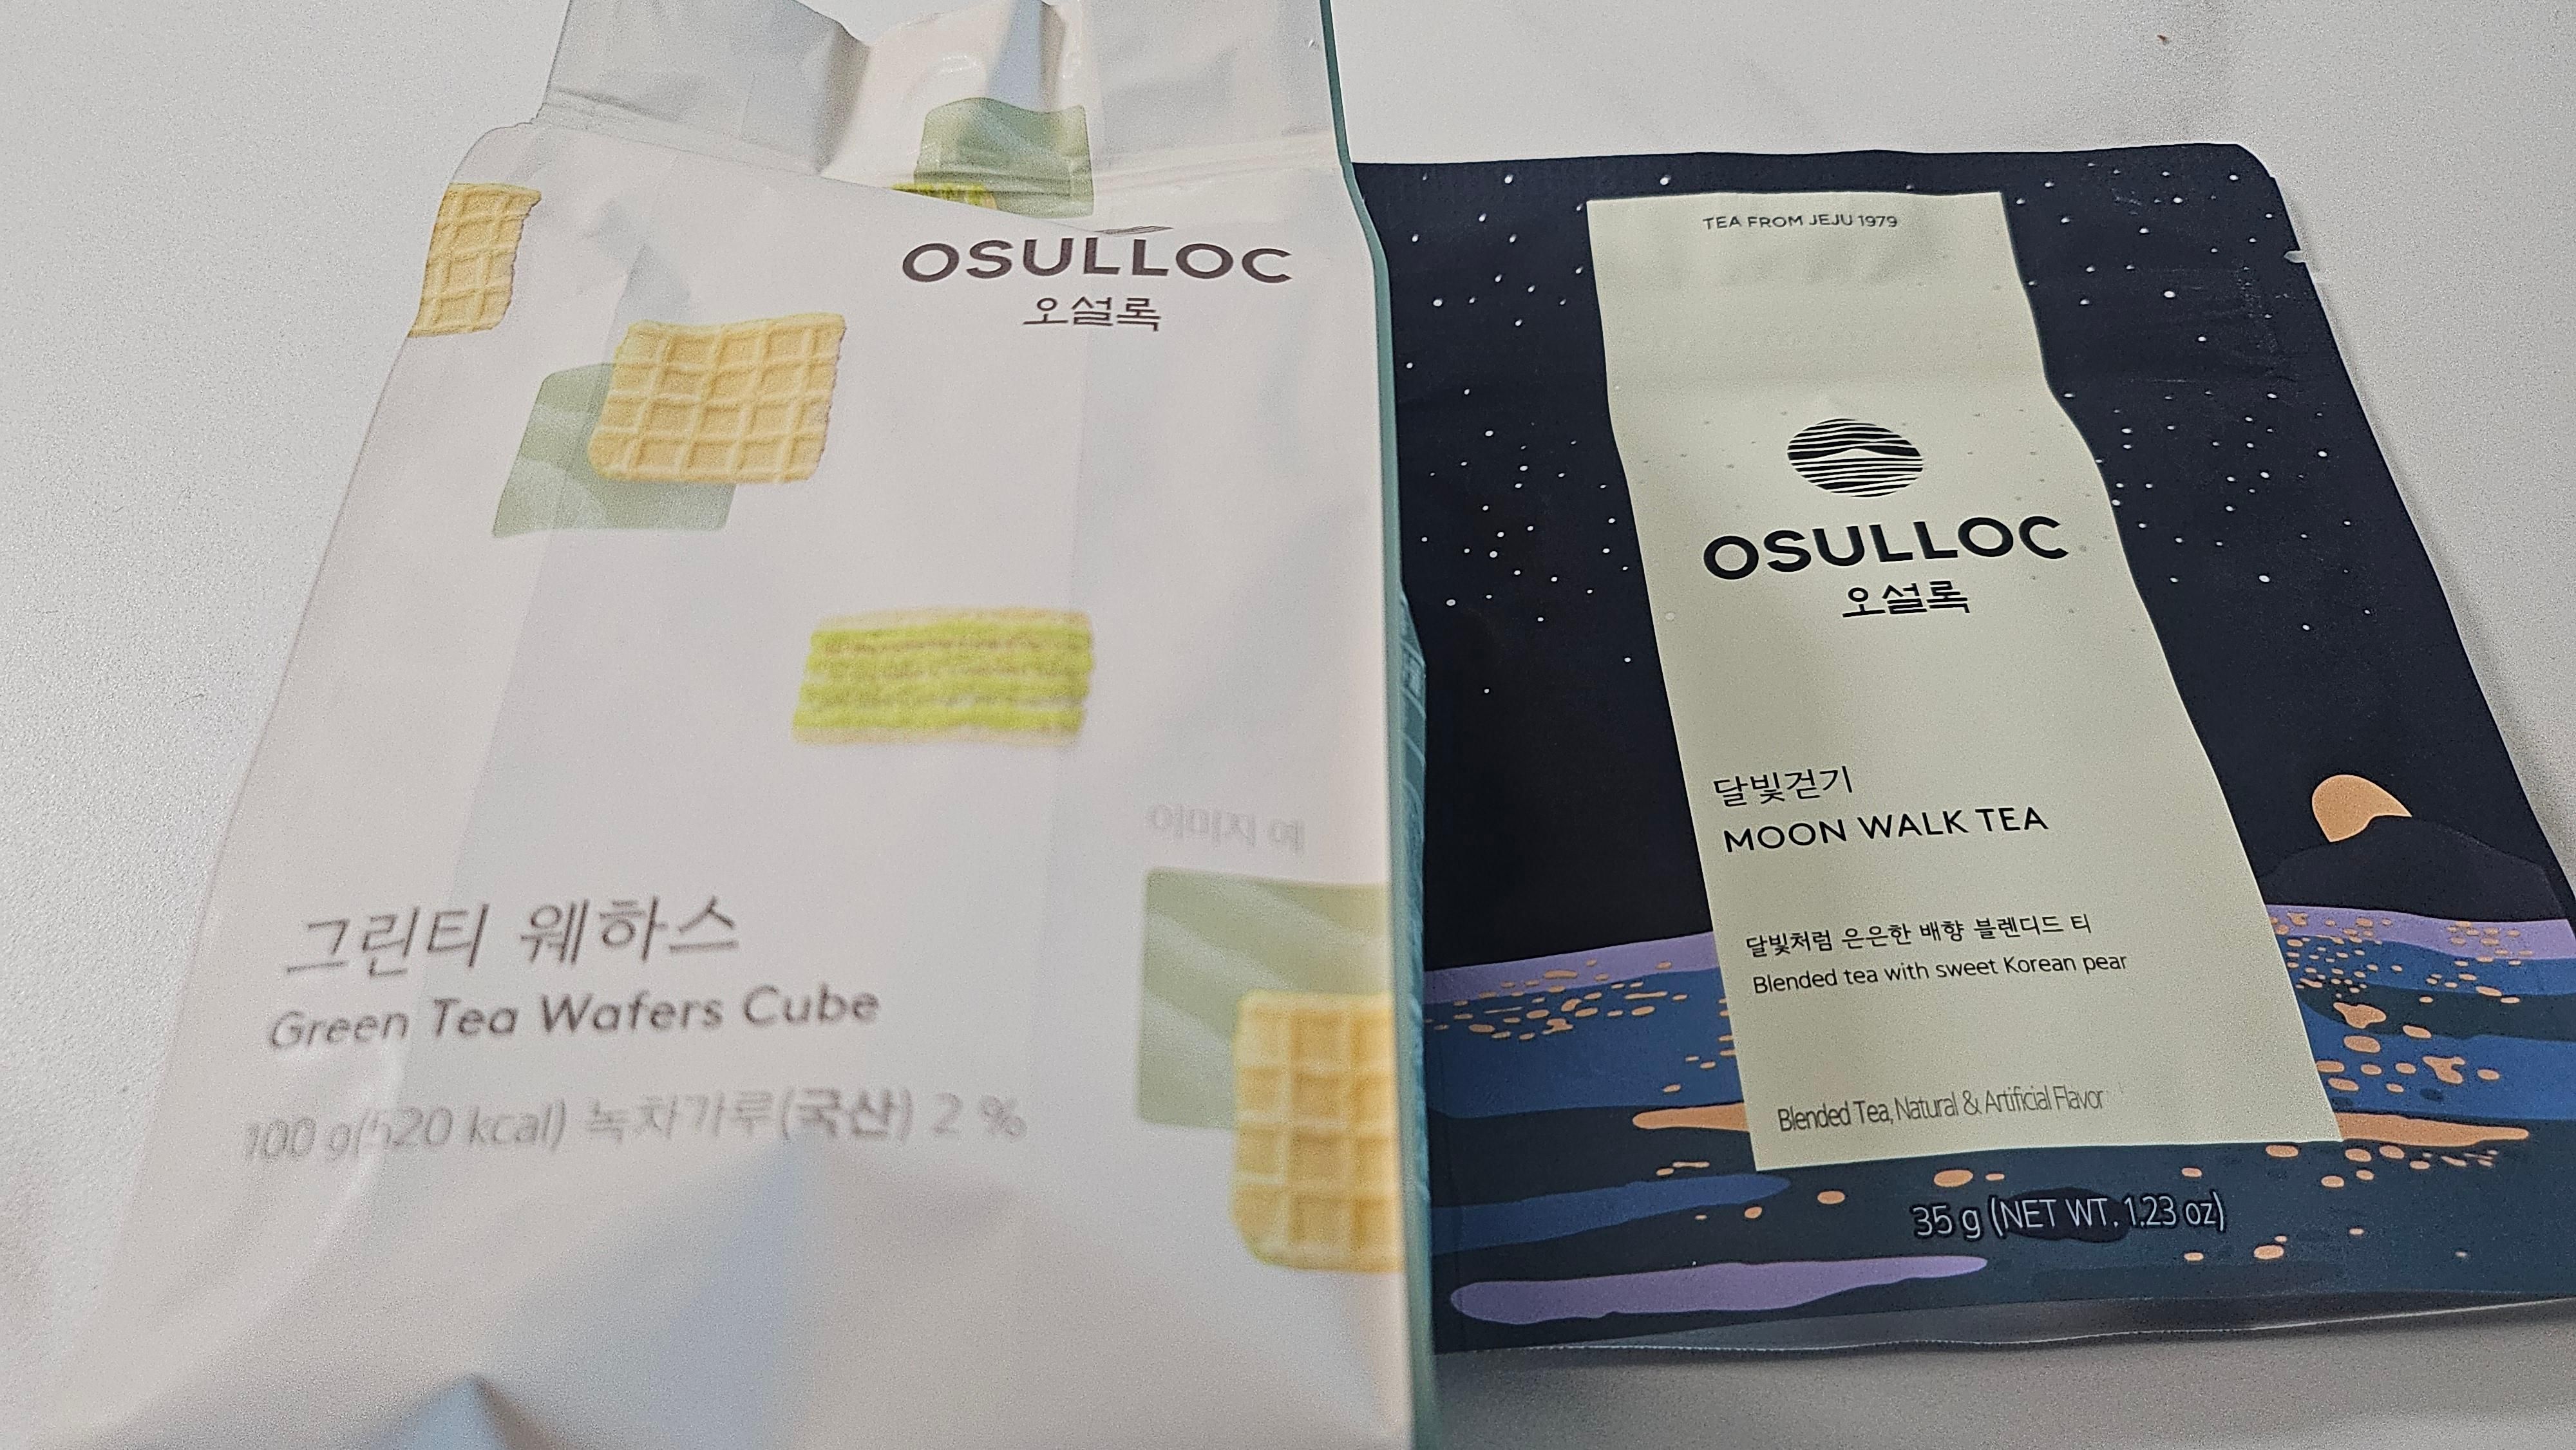 OSULLOC
오설록
이미지 예
그린티 웨하스
Green Tea Wafers Cube
100 g(520 kcal) 녹차가루(국산) 2 %
TEA FROM JEJU 1979
OSULLOC
오설록
달빛걷기
MOON WALK TEA
달빛처럼 은은한 배향 블렌디드 티
Blended tea with sweet Korean pear
Blended Tea, Natural & Artificial Flavor
35 g (NET WT. 1.23 oz)